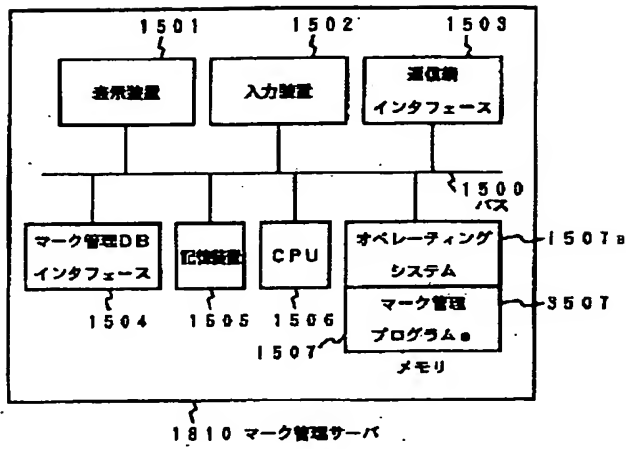 1501
1502
1503
表示装置
入力装置
通信網
インタフェース
1500
バス
マーク管理DB
インタフェース
記憶装置
CPU
オペレーティング
システム
1507B
マーク管理
プログラムe
3507
1504
1505
1506
1507
メモリ
1810 マーク管理サーバ